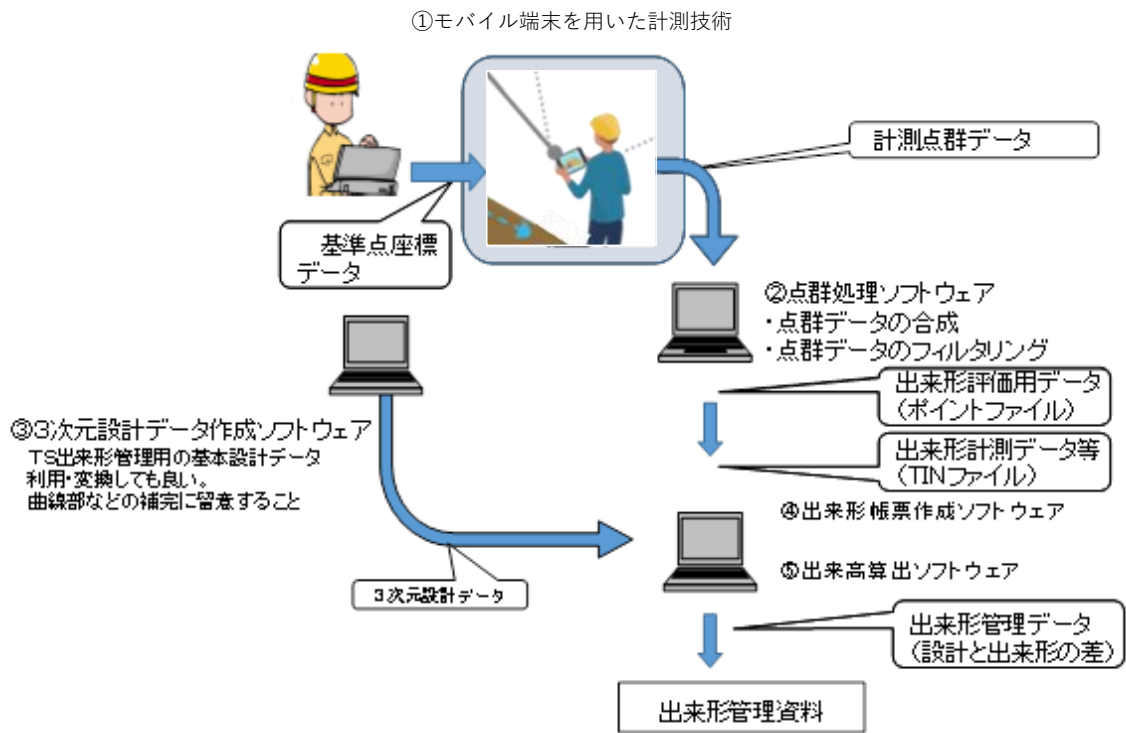 ①モバイル端末を用いた計測技術
計測点群データ
基準点座標
データ
②点群処理ソフトウェア
・点群データの合成
・点群データのフィルタリング
出来形評価用データ
(ポイントファイル)
③3次元設計データ作成ソフトウェア
TS出来形管理用の基本設計データ
利用・変換しても良い。
曲線部などの補完に留意すること
出来形計測データ等
(TINファイル)
④出来形帳票作成ソフトウェア
⑤出来高算出ソフトウェア
3次元設計データ
出来形管理データ
(設計と出来形の差)
出来形管理資料